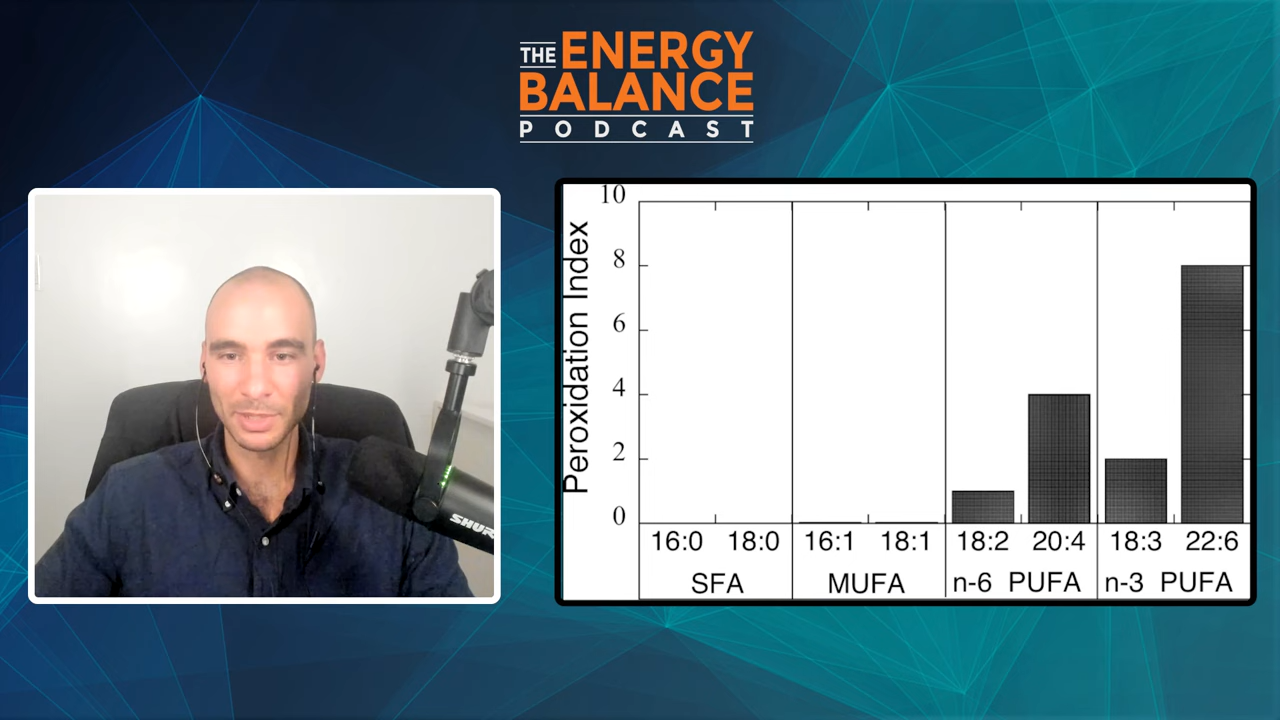 THE ENERGY
BALANCE
PODCAST
SHUR
Peroxidation Index
10
8
6
4
2
0
16:0 18:0 16:1 18:1 18:2 20:4 18:3 22:6
SFA MUFA n-6 PUFA n-3 PUFA